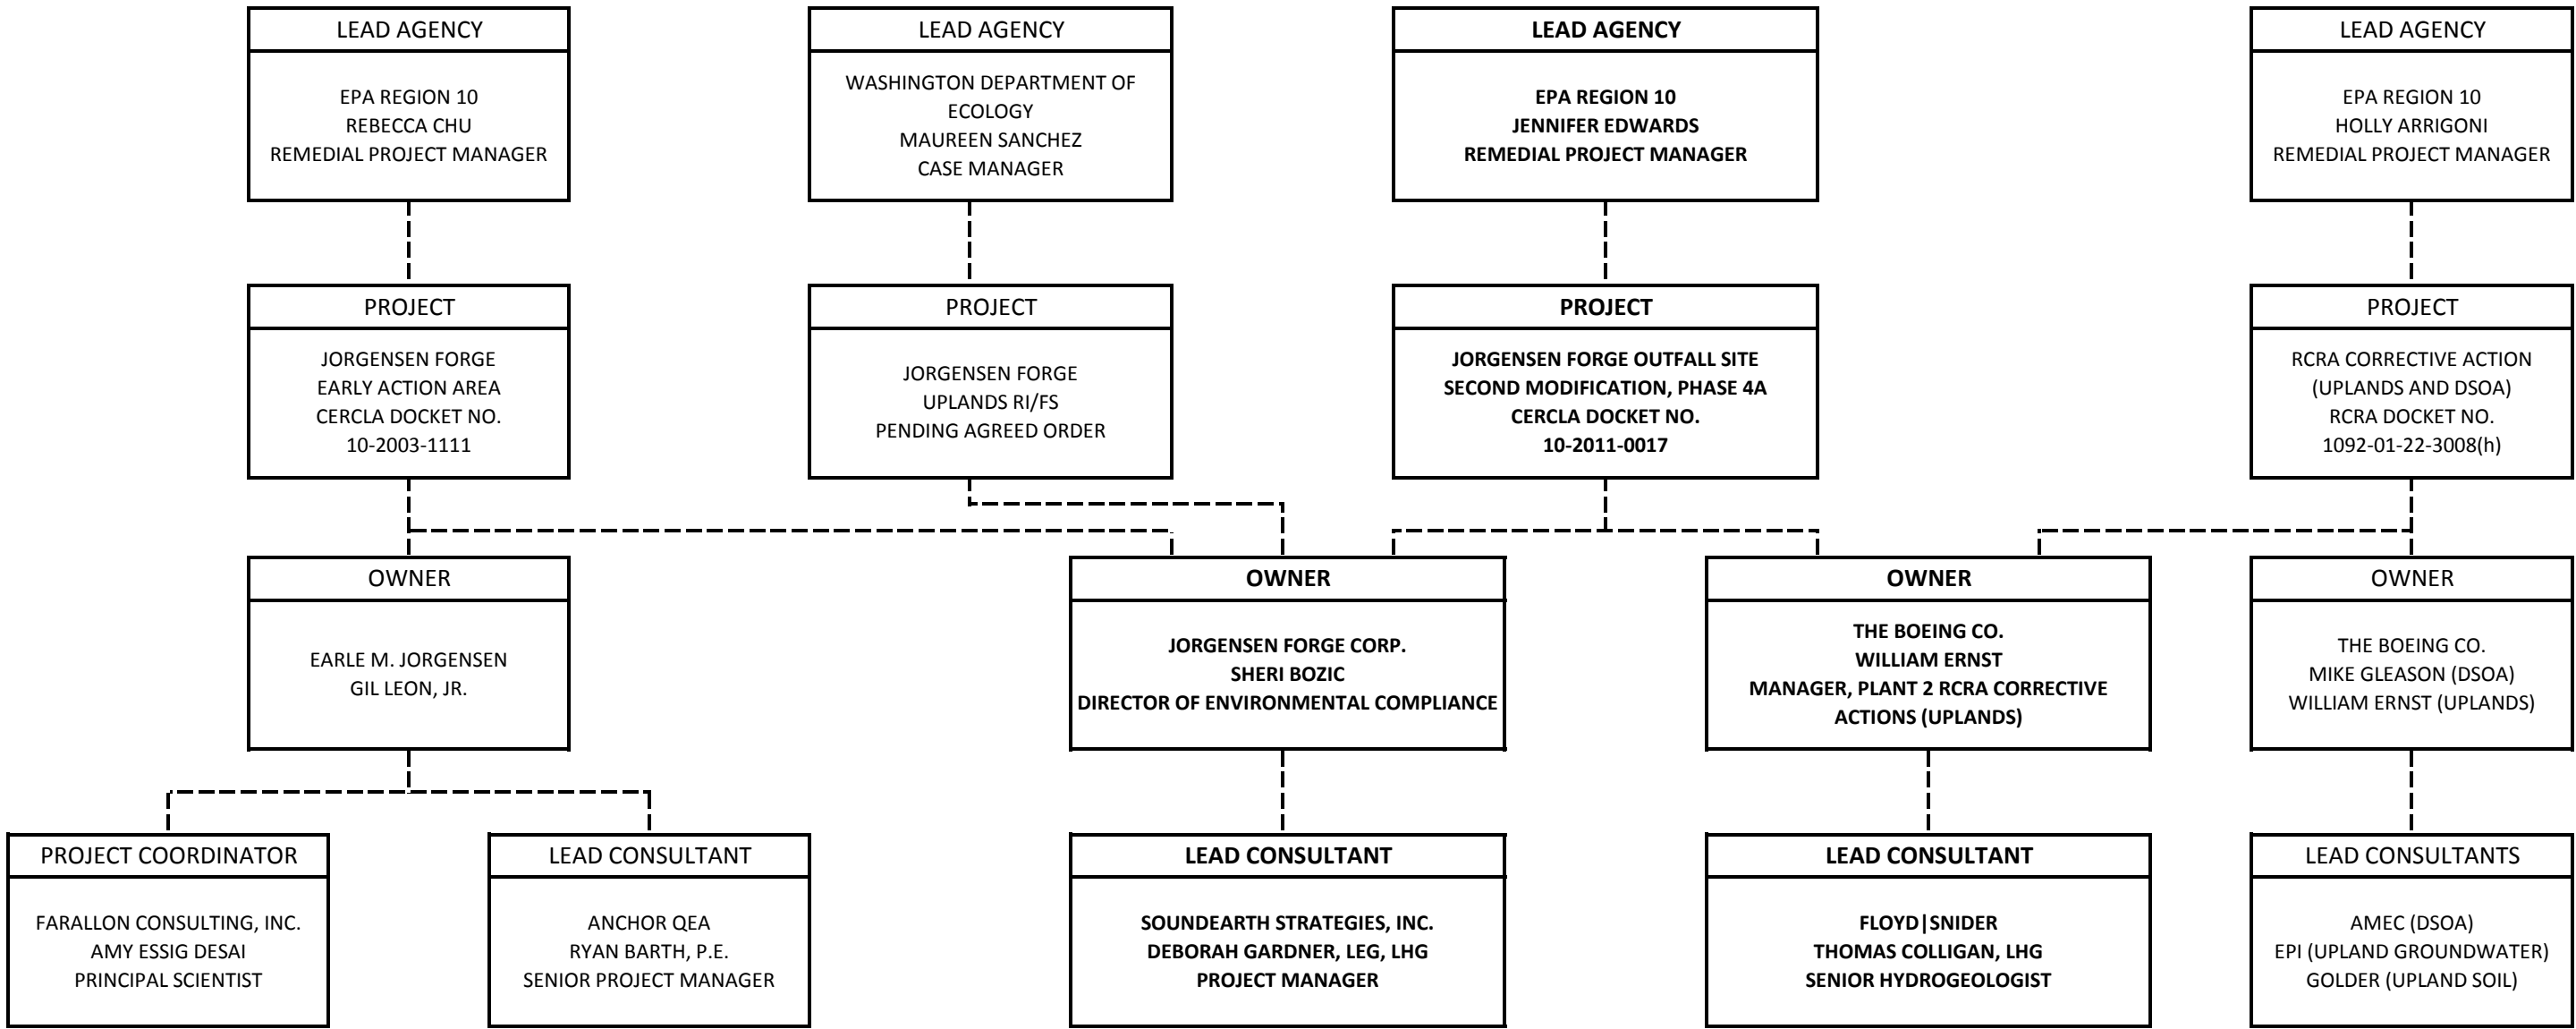 LEAD AGENCY
EPA REGION 10
REBECCA CHU
REMEDIAL PROJECT MANAGER
LEAD AGENCY
WASHINGTON DEPARTMENT OF
ECOLOGY
MAUREEN SANCHEZ
CASE MANAGER
LEAD AGENCY
EPA REGION 10
JENNIFER EDWARDS
REMEDIAL PROJECT MANAGER
LEAD AGENCY
EPA REGION 10
HOLLY ARRIGONI
REMEDIAL PROJECT MANAGER
PROJECT
JORGENSEN FORGE
EARLY ACTION AREA
CERCLA DOCKET NO.
10-2003-1111
PROJECT
JORGENSEN FORGE
UPLANDS RI/FS
PENDING AGREED ORDER
PROJECT
JORGENSEN FORGE OUTFALL SITE
SECOND MODIFICATION, PHASE 4A
CERCLA DOCKET NO.
10-2011-0017
PROJECT
RCRA CORRECTIVE ACTION
(UPLANDS AND DSOA)
RCRA DOCKET NO.
1092-01-22-3008(h)
OWNER
EARLE M. JORGENSEN
GIL LEON, JR.
OWNER
JORGENSEN FORGE CORP.
SHERI BOZIC
DIRECTOR OF ENVIRONMENTAL COMPLIANCE
OWNER
THE BOEING CO.
WILLIAM ERNST
MANAGER, PLANT 2 RCRA CORRECTIVE
ACTIONS (UPLANDS)
OWNER
THE BOEING CO.
MIKE GLEASON (DSOA)
WILLIAM ERNST (UPLANDS)
PROJECT COORDINATOR
FARALLON CONSULTING, INC.
AMY ESSIG DESAI
PRINCIPAL SCIENTIST
LEAD CONSULTANT
ANCHOR QEA
RYAN BARTH, P.E.
SENIOR PROJECT MANAGER
LEAD CONSULTANT
SOUNDEARTH STRATEGIES, INC.
DEBORAH GARDNER, LEG, LHG
PROJECT MANAGER
LEAD CONSULTANT
FLOYD|SNIDER
THOMAS COLLIGAN, LHG
SENIOR HYDROGEOLOGIST
LEAD CONSULTANTS
AMEC (DSOA)
EPI (UPLAND GROUNDWATER)
GOLDER (UPLAND SOIL)